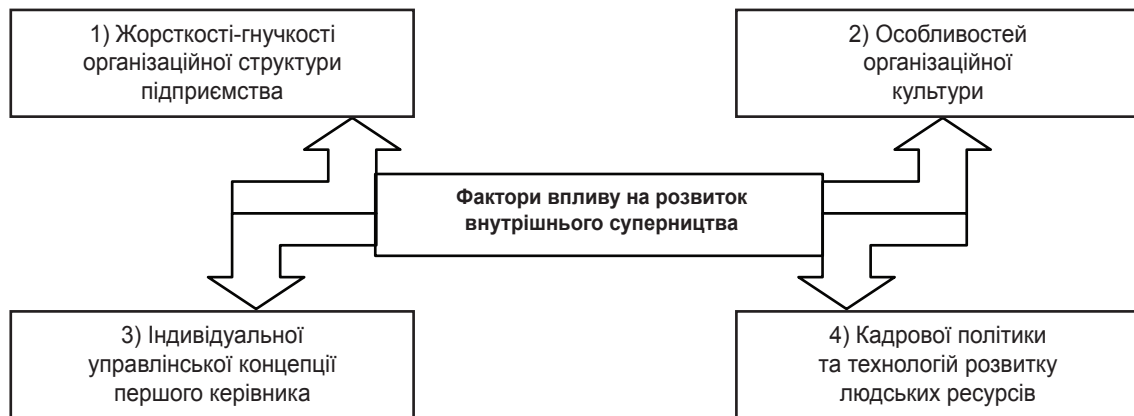 1) Жорсткості-гнучкості
організаційної структури
підприємства
2) Особливостей
організаційної
культури
Фактори впливу на розвиток
внутрішнього суперництва
3) Індивідуальної
управлінської концепції
першого керівника
4) Кадрової політики
та технологій розвитку
людських ресурсів